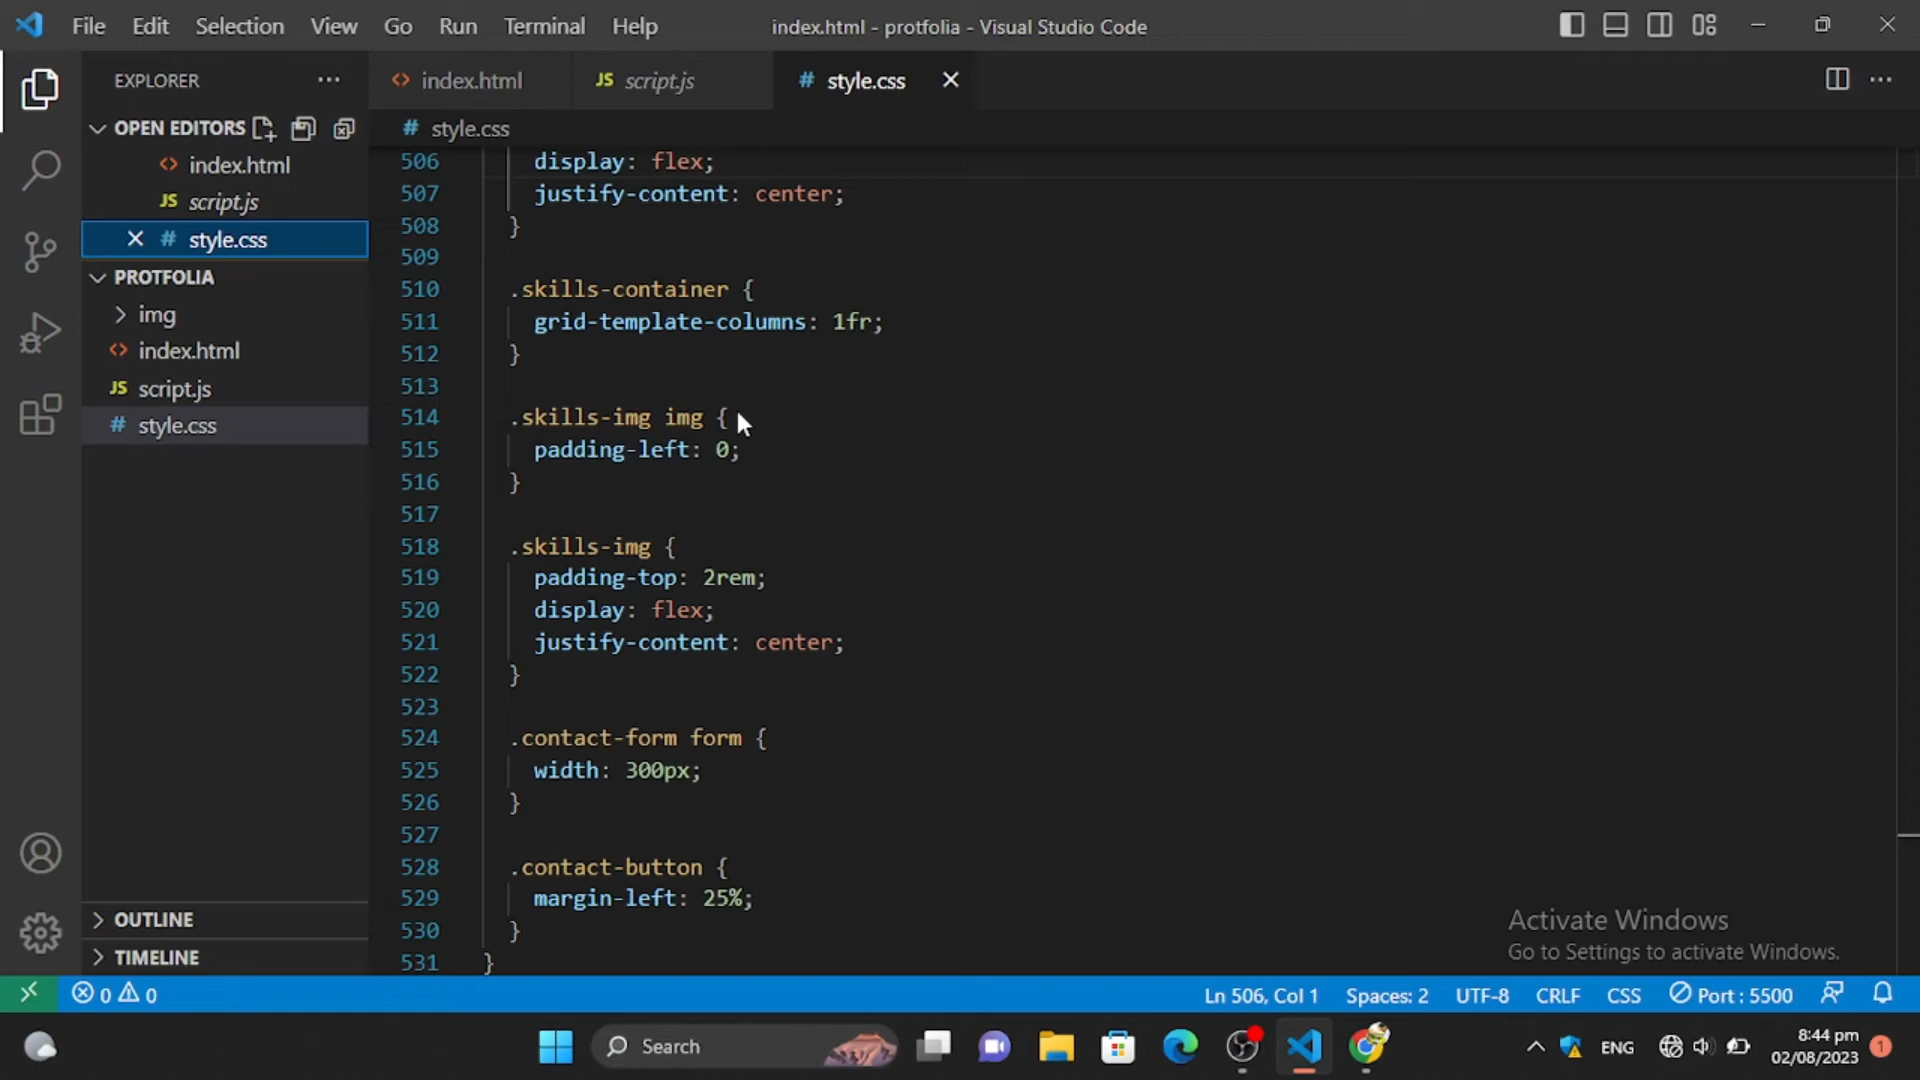 File Edit Selection View Go Run Terminal Help index.html - protfolia - Visual Studio Code
EXPLORER
OPEN EDITORS
index.html
JS script.js
# style.css
PROTFOLIA
img
index.html
JS script.js
# style.css
OUTLINE
TIMELINE
index.html JS script.js # style.css
# style.css
506 display: flex;
507 justify-content: center;
508 }
509
510 .skills-container {
511 grid-template-columns: 1fr;
512 }
513
514 .skills-img img {
515 padding-left: 0;
516 }
517
518 .skills-img {
519 padding-top: 2rem;
520 display: flex;
521 justify-content: center;
522 }
523
524 .contact-form form {
525 width: 300px;
526 }
527
528 .contact-button {
529 margin-left: 25%;
530 }
531 }
Activate Windows
Go to Settings to activate Windows.
0 0 Ln 506, Col 1 Spaces: 2 UTF-8 CRLF CSS Port : 5500
Search ENG 8:44 pm 1
02/08/2023